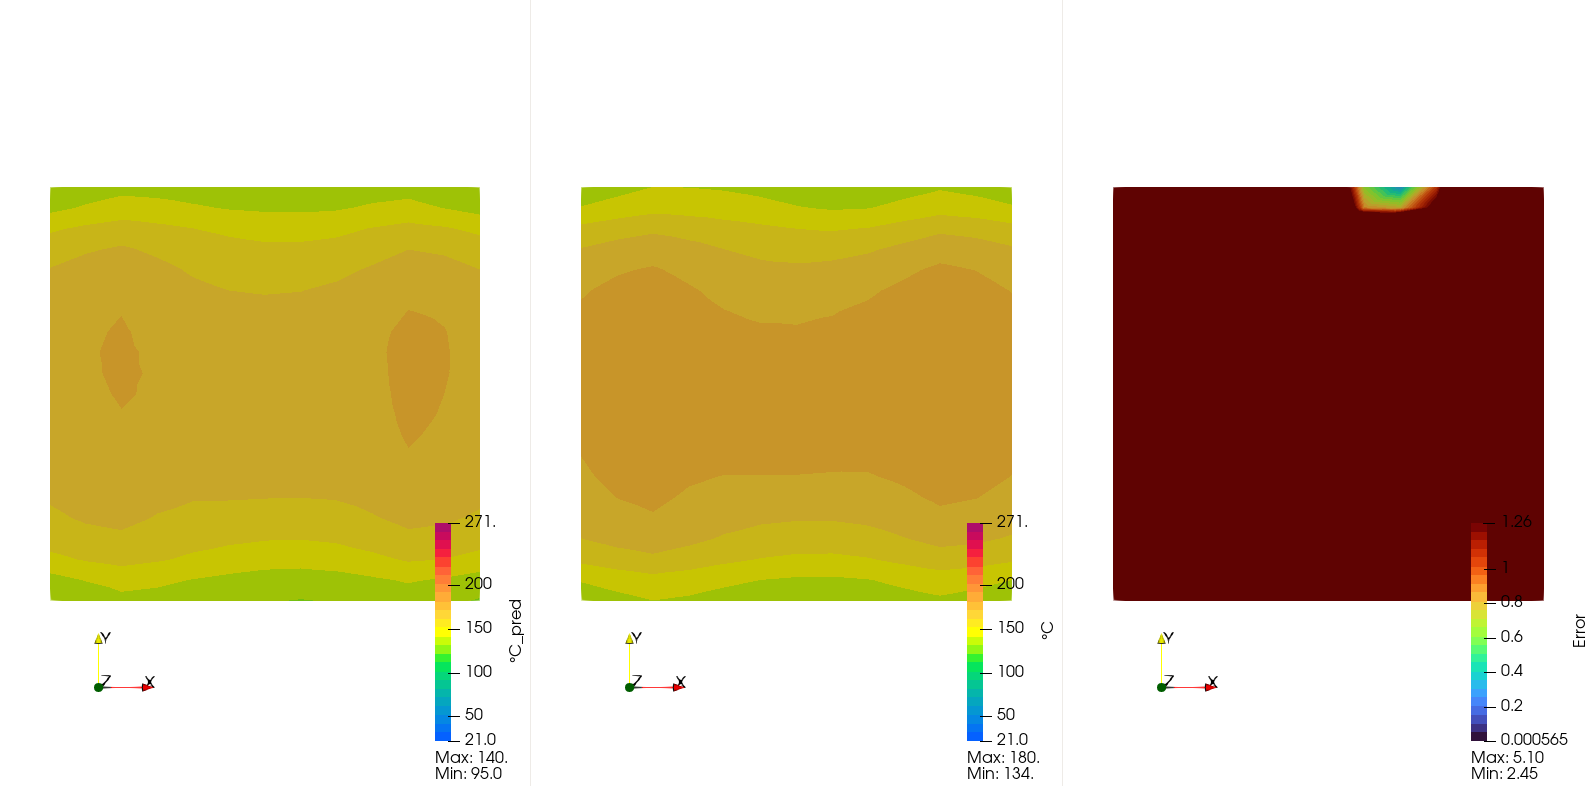 271.
200
150
100
50
21.0
°C_pred
Max: 140.
Min: 95.0
Y
Z
X
271.
200
150
100
50
21.0
°C
Max: 180.
Min: 134.
Y
Z
X
1.26
1
0.8
0.6
0.4
0.2
0.000565
Error
Max: 5.10
Min: 2.45
Y
Z
X